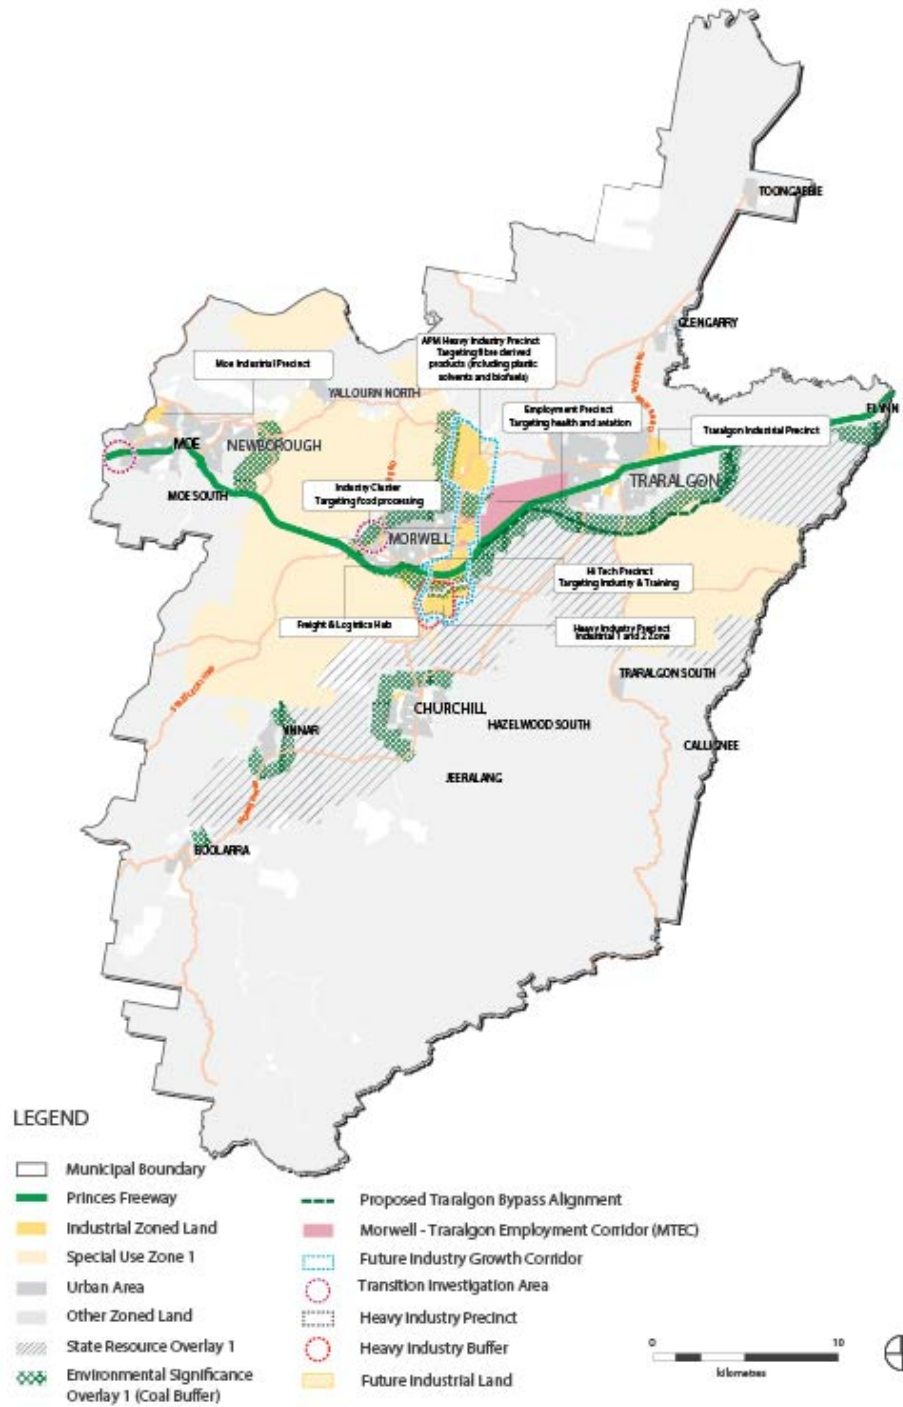 TOONGABBIE
GLENGARRY
APM Heavy Industry Precinct
Targeting fibre derived
products (including plastic
solvents and biofuels)
Moe Industrial Precinct
YALLOURN NORTH
FLYNN
Employment Precinct
Targeting health and aviation
Traralgon Industrial Precinct
MOE
NEWBOROUGH
TRARALGON
MOE SOUTH
Industry Cluster
Targeting food processing
MORWELL
Hi Tech Precinct
Targeting Industry & Training
Freight & Logistics Hub
Heavy Industry Precinct
Industrial 1 and 2 Zone
TRARALGON SOUTH
CHURCHILL
HAZELWOOD SOUTH
YINNAR
CALLIGNEE
JEERALANG
BOOLARRA
LEGEND
Municipal Boundary
Princes Freeway
Industrial Zoned Land
Special Use Zone 1
Urban Area
Other Zoned Land
State Resource Overlay 1
Environmental Significance
Overlay 1 (Coal Buffer)
Proposed Traralgon Bypass Alignment
Morwell - Traralgon Employment Corridor (MTEC)
Future Industry Growth Corridor
Transition Investigation Area
Heavy Industry Precinct
Heavy Industry Buffer
Future Industrial Land
0 10
kilometres